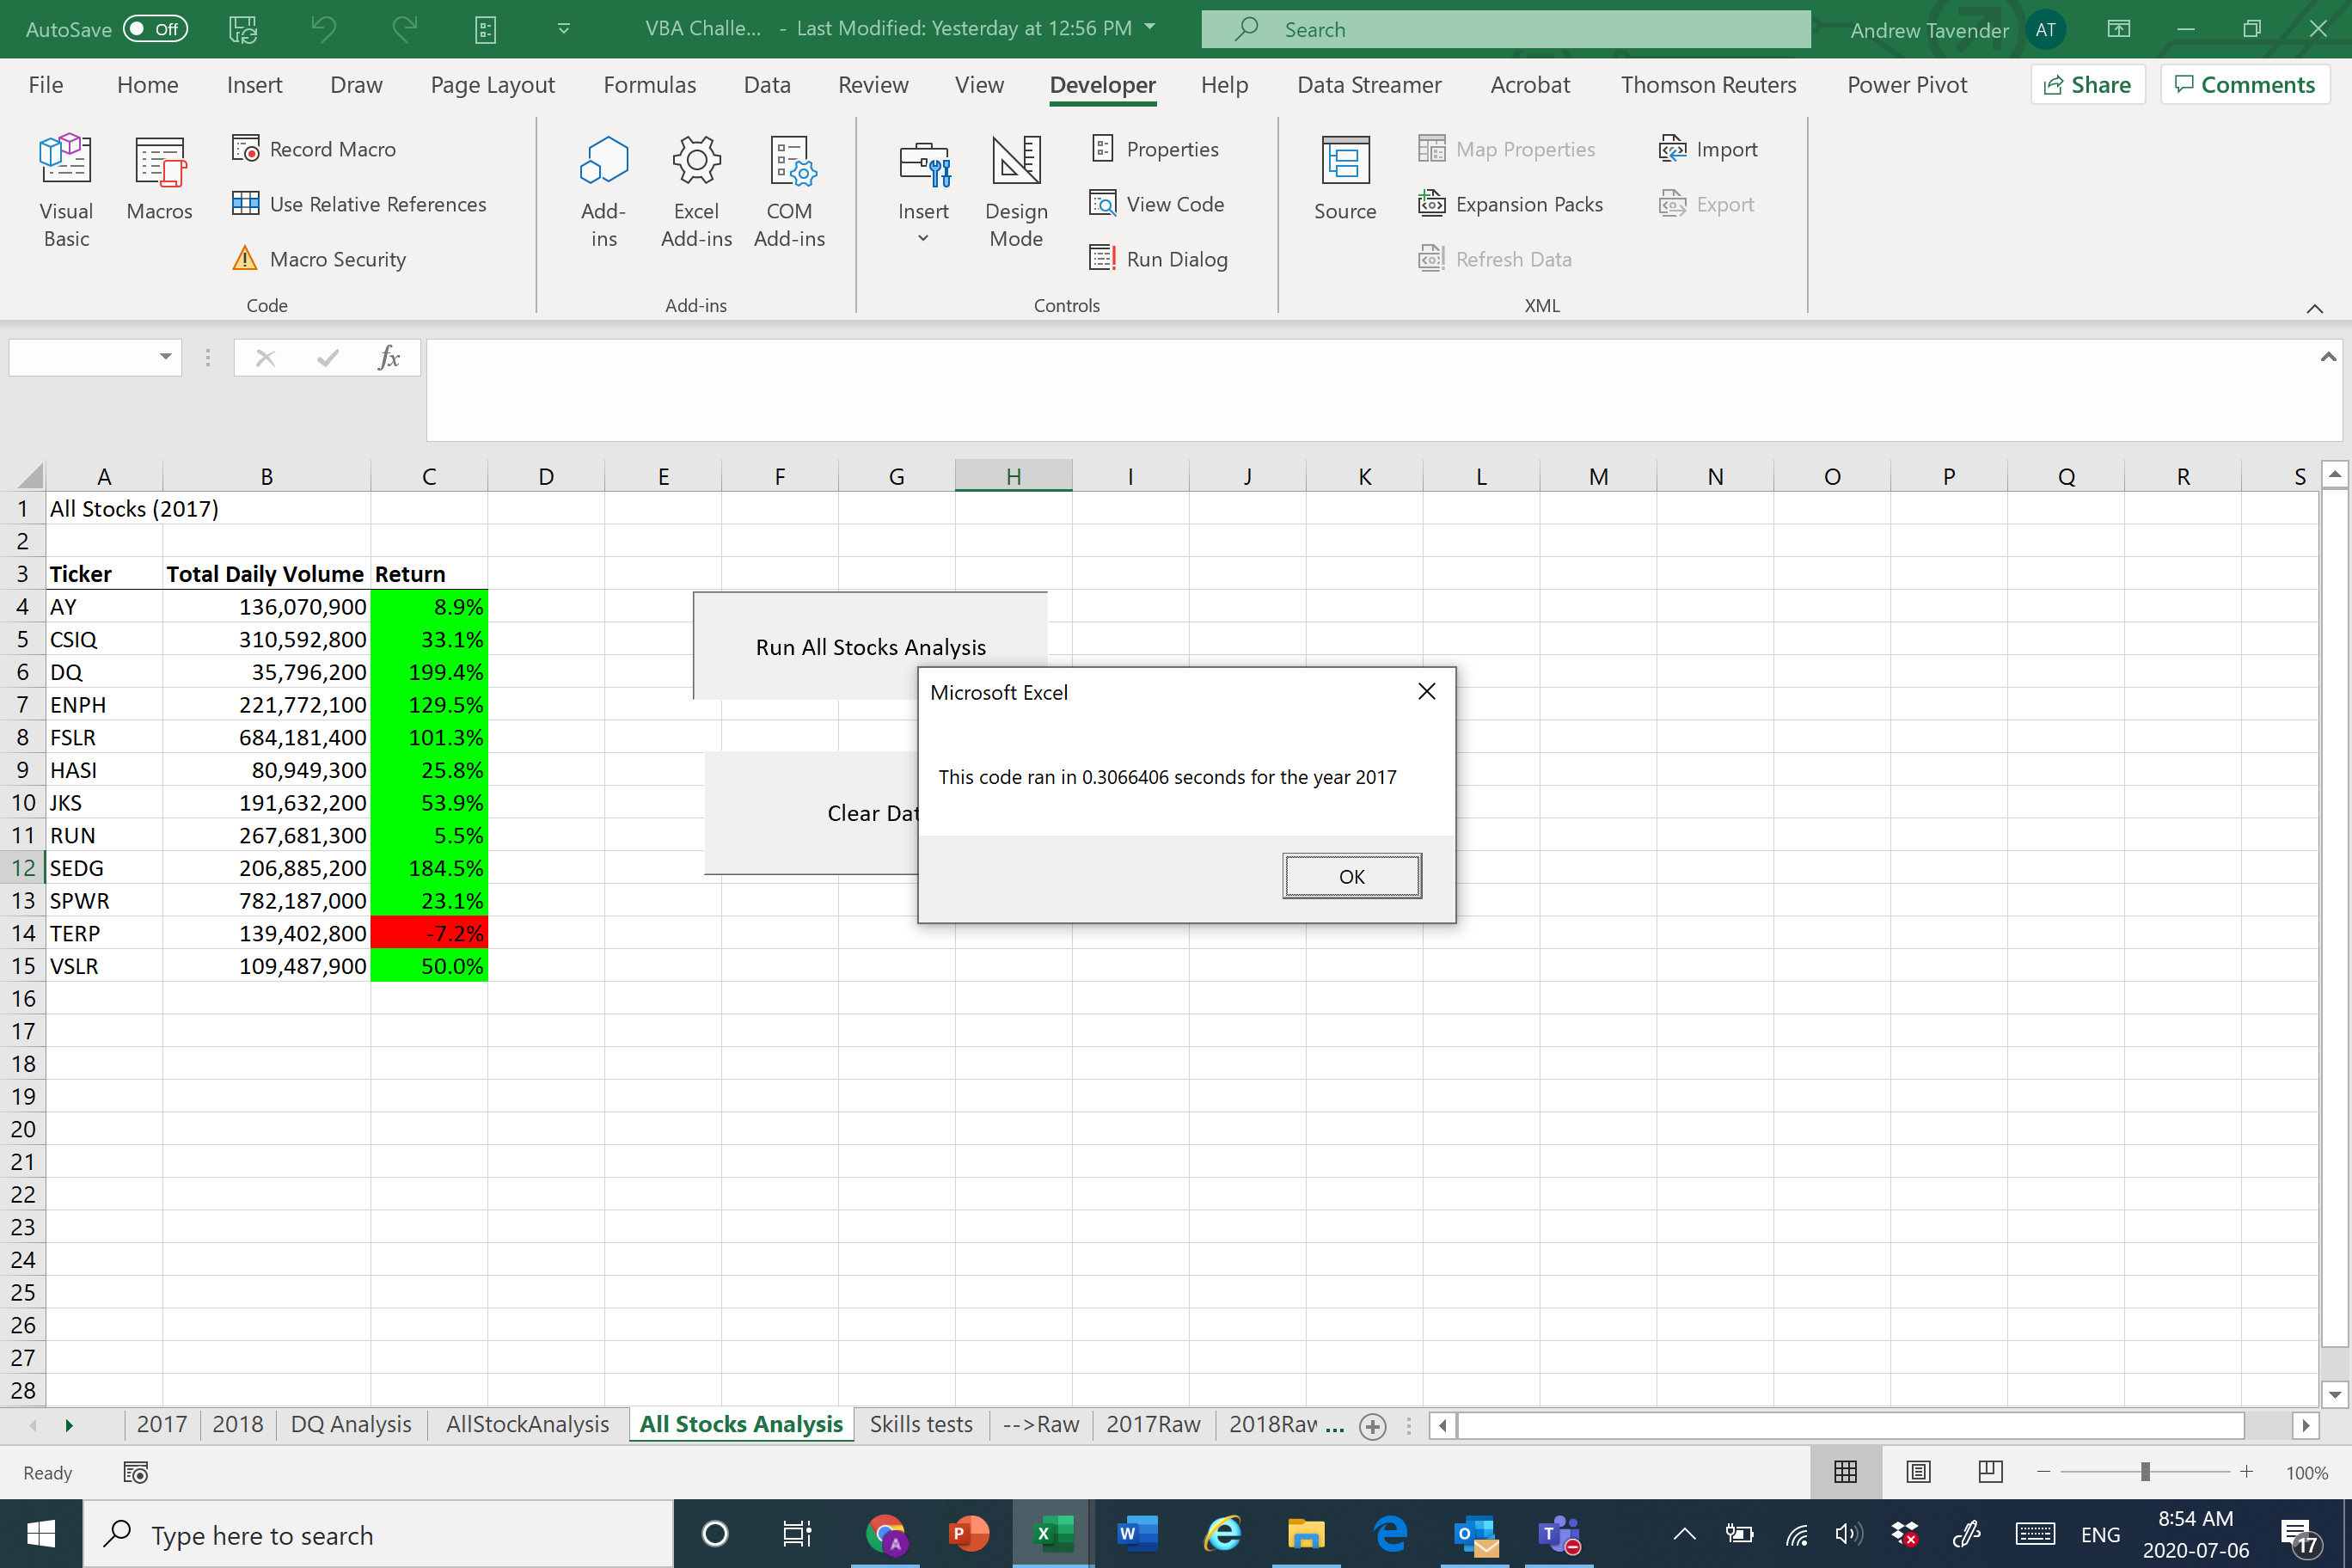 AutoSave Off VBA Challe... - Last Modified: Yesterday at 12:56 PM Search Andrew Tavender AT
File Home Insert Draw Page Layout Formulas Data Review View Developer Help Data Streamer Acrobat Thomson Reuters Power Pivot Share Comments
Visual Basic
Macros
Record Macro
Use Relative References
Macro Security
Code
Add-ins
Excel Add-ins
COM Add-ins
Add-ins
Insert
Design Mode
Properties
View Code
Run Dialog
Controls
Source
Map Properties
Expansion Packs
Refresh Data
Import
Export
XML
fx
A B C D E F G H I J K L M N O P Q R S
1 All Stocks (2017)
2
3 Ticker Total Daily Volume Return
4 AY 136,070,900 8.9%
5 CSIQ 310,592,800 33.1%
6 DQ 35,796,200 199.4%
7 ENPH 221,772,100 129.5%
8 FSLR 684,181,400 101.3%
9 HASI 80,949,300 25.8%
10 JKS 191,632,200 53.9%
11 RUN 267,681,300 5.5%
12 SEDG 206,885,200 184.5%
13 SPWR 782,187,000 23.1%
14 TERP 139,402,800 -7.2%
15 VSLR 109,487,900 50.0%
16
17
18
19
20
21
22
23
24
25
26
27
28
Run All Stocks Analysis
Clear Dat
Microsoft Excel
This code ran in 0.3066406 seconds for the year 2017
OK
2017 2018 DQ Analysis AllStockAnalysis All Stocks Analysis Skills tests -->Raw 2017Raw 2018Raw ...
Ready 100%
Type here to search
A P X W O T
ENG
8:54 AM
2020-07-06
17